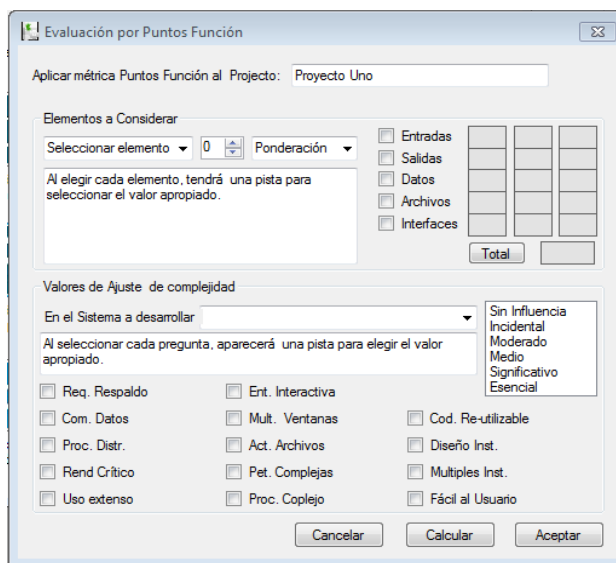 Evaluación por Puntos Función
Aplicar métrica Puntos Función al Projecto: Proyecto Uno
Elementos a Considerar
Seleccionar elemento 0 Ponderación
Al elegir cada elemento, tendrá una pista para
seleccionar el valor apropiado.
Entradas
Salidas
Datos
Archivos
Interfaces
Total
Valores de Ajuste de complejidad
En el Sistema a desarrollar
Al seleccionar cada pregunta, aparecerá una pista para elegir el valor
apropiado.
Sin Influencia
Incidental
Moderado
Medio
Significativo
Esencial
Req. Respaldo Ent. Interactiva
Com. Datos Mult. Ventanas Cod. Re-utilizable
Proc. Distr. Act. Archivos Diseño Inst.
Rend Crítico Pet. Complejas Multiples Inst.
Uso extenso Proc. Coplejo Fácil al Usuario
Cancelar Calcular Aceptar